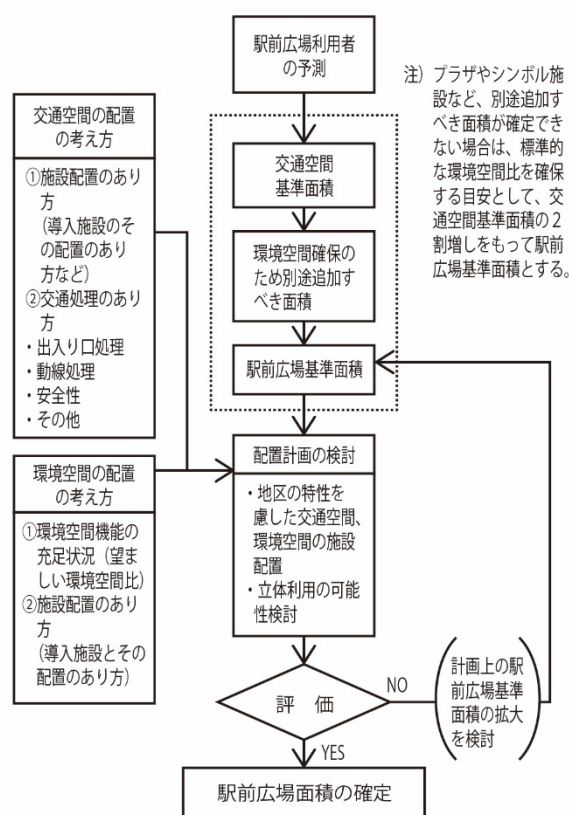 駅前広場利用者
の予測
注）プラザやシンボル施
設など、別途追加す
べき面積が確定でき
ない場合は、標準的
な環境空間比を確保
する目安として、交
通空間基準面積の２
割増しをもって駅前
広場基準面積とする。
交通空間の配置
の考え方
①施設配置のあり
方
(導入施設のその
配置のあり
方など)
②交通処理のあり
方
・出入り口処理
・動線処理
・安全性
・その他
交通空間
基準面積
環境空間確保の
ため別途追加す
べき面積
駅前広場基準面積
環境空間の配置
の考え方
①環境空間機能の
充足状況（望ま
しい環境空間比）
②施設配置のあり
方
(導入施設とその
配置のあり方)
配置計画の検討
・地区の特性を
慮した交通空間、
環境空間の施設
配置
・立体利用の可能
性検討
評　価
NO
計画上の駅
前広場基準
面積の拡大
を検討
YES
駅前広場面積の確定